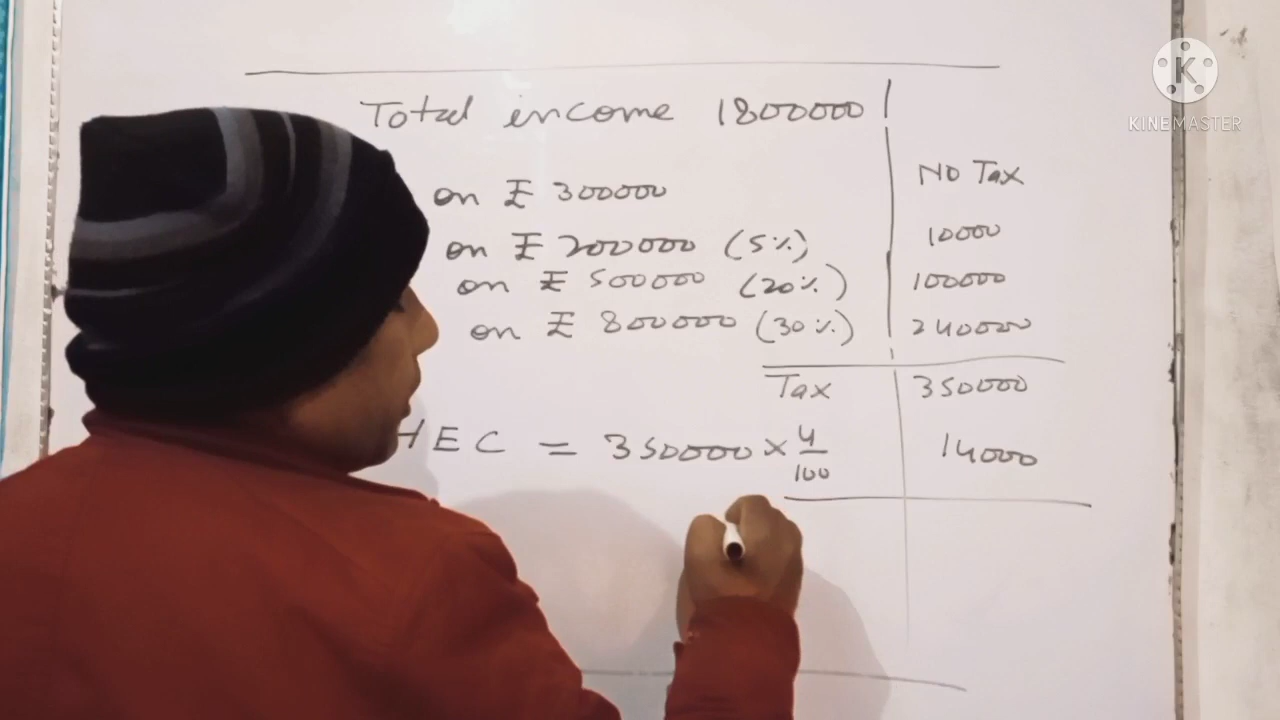 Total income 1800000
No Tax
on ₹ 300000
on ₹ 200000 (5%) 10000
on ₹ 500000 (20%) 100000
on ₹ 800000 (30%) 240000
Tax 350000
HEC = 350000 × 4/100 14000
K
KINEMASTER